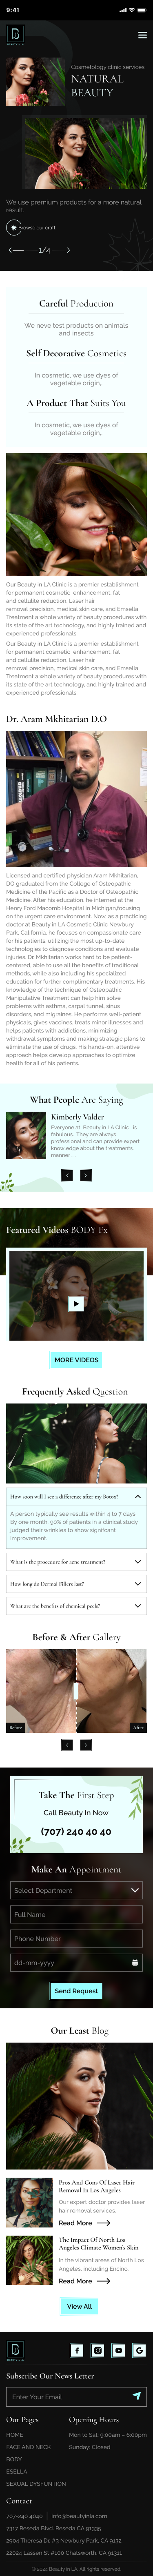 9:41
BEAUTY in LA
Cosmetology clinic services
NATURAL
BEAUTY
We use premium products for a more natural
result.
Browse our craft
1/4
Careful Production
We neve test products on animals
and insects
Self Decorative Cosmetics
In cosmetic, we use dyes of
vegetable origin,
A Product That Suits You
In cosmetic, we use dyes of
vegetable origin,
Our Beauty in LA Clinic is a premier establishment
for permanent cosmetic, enhancement, fat
and cellulite reduction, Laser hair
removal precision, medical skin care, and Emsella
Treatment a whole variety of beauty procedures with
its state of the art technology, and highly trained and
experienced professionals.
Our Beauty in LA Clinic is a premier establishment
for permanent cosmetic, enhancement, fat
and cellulite reduction, Laser hair
removal precision, medical skin care, and Emsella
Treatment a whole variety of beauty procedures with
its state of the art technology, and highly trained and
experienced professionals.
Dr. Aram Mkhitarian D.O
Licensed and certified physician Aram Mkhitarian,
DO graduated from the College of Osteopathic
Medicine of the Pacific as a Doctor of Osteopathic
Medicine. After his education, he interned at the
Henry Ford Macomb Hospital in Michigan,focusing
on the urgent care department. Now, as a practicing
doctor at Beauty in LA Cosmetic Clinic Newbury
Park, California. He focuses on compassionate care
for his patients, utilizing the most up-to-date
technologies to diagnose conditions and evaluate
injuries. Dr. Mkhitarian works hard to be patient-
centered, able to use all the benefits of traditional
methods, while also including his specialized
education for further complimentary treatments. His
knowledge of the technique of Osteopathic
Manipulative Treatment can help him solve
problems with asthma, carpal tunnel, sinus
disorders, and migraines. He performs well-patient
physicals, gives vaccines, treats minor illnesses and
helps patients with addictions, minimizing
withdrawal symptoms and making strategic plans to
eliminate the use of drugs. His hands-on, attentive
approach helps develop approaches to optimize
health for all of his patients.
What People Are Saying
Kimberly Valder
Everyone at Beauty in LA Clinic is
fabulous. They are always
professional and can provide expert
knowledge about the treatments
manner ...
Featured Videos BODY Fx
MORE VIDEOS
Frequently Asked Question
How soon will I see a difference after my Botox?
A person typically see results within 4 to 7 days.
By one month, 90% of patients in a clinical study
judged their wrinkles to show significant
improvement.
What is the procedure for acne treatment?
How long do Dermal Fillers last?
What are the benefits of chemical peels?
Before & After Gallery
Before
After
Take The First Step
Call Beauty In Now
(707) 240 40 40
Make An Appointment
Select Department
Full Name
Phone Number
dd-mm-yyyy
Send Request
Our Least Blog
Pros And Cons Of Laser Hair
Removal In Los Angeles
Our expert doctor provides laser
hair removal services.
Read More
The Impact Of North Los
Angeles Climate Women's Skin
In the vibrant areas of North Los
Angeles, including Encino.
Read More
View All
BEAUTY in LA
Subscribe Our News Letter
Enter Your Email
Our Pages
Opening Hours
HOME
Mon to Sat: 9:00am – 6:00pm
FACE AND NECK
Sunday: Closed
BODY
ESELLA
SEXUAL DYSFUNTION
Contact
707-240 4040
Info@beautyinla.com
7317 Reseda Blvd. Reseda CA 91335
2904 Theresa Dr. #3 Newbury Park, CA 9132
22024 Lassen St #100 Chatsworth, CA 91311
© 2024 Beauty in LA. All rights reserved